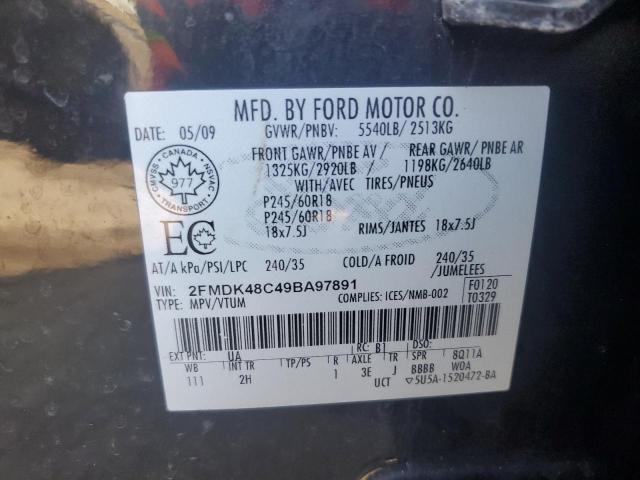 MFD. BY FORD MOTOR CO.
DATE: 05/09 GVWR/PNBV: 5540LB/ 2513KG
FRONT GAWR/PNBE AV / REAR GAWR/ PNBE AR
1325KG/2920LB 1198KG/2640LB
WITH/AVEC TIRES/PNEUS
P245/60R18
P245/60R18
18x7.5J RIMS/JANTES 18x7.5J
CANADA
CMVSS NSVAC
977
TRANSPORT
EC
AT/A kPa/PSI/LPC 240/35 COLD/A FROID 240/35
/JUMELEES
VIN: 2FMDK48C49BA97891
TYPE: MPV/VTUM COMPLIES: ICES/NMB-002
F0120
T0329
EXT PNT: UA RC: B1 DSO:
WB INT TR TP/PS R AXLE TR SPR 8Q11A
111 2H 1 3E J BBBB WOA
UCT ▽5U5A-1520472-BA